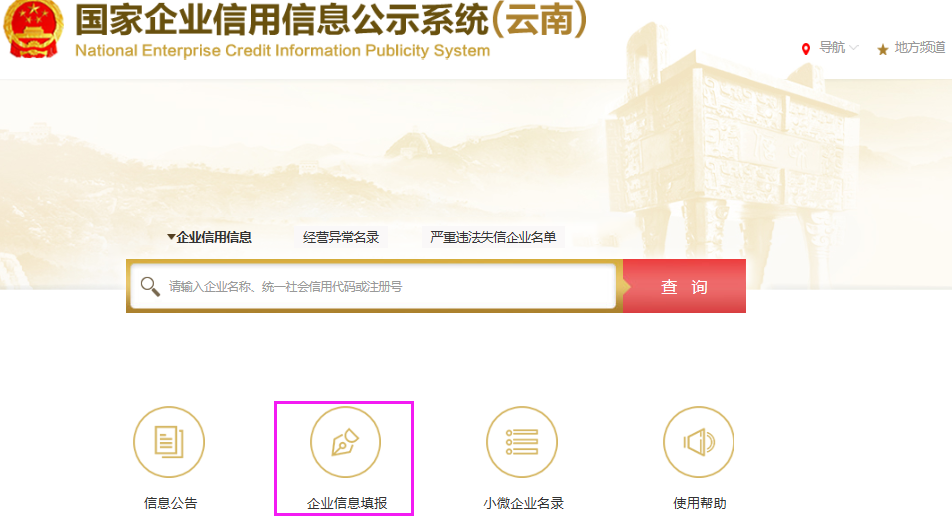 国家企业信用信息公示系统(云南)
National Enterprise Credit Information Publicity System
导航
地方频道
企业信用信息 经营异常名录 严重违法失信企业名单
请输入企业名称、统一社会信用代码或注册号
查 询
信息公告 企业信息填报 小微企业名录 使用帮助